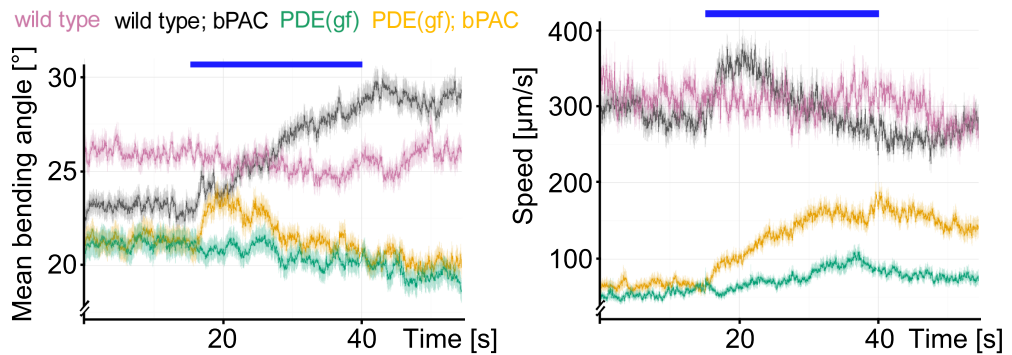 wild type wild type; bPAC PDE(gf) PDE(gf); bPAC
Mean bending angle [°]
30
25
20
20 40 Time [s]
Speed [µm/s]
400
300
200
100
20 40 Time [s]